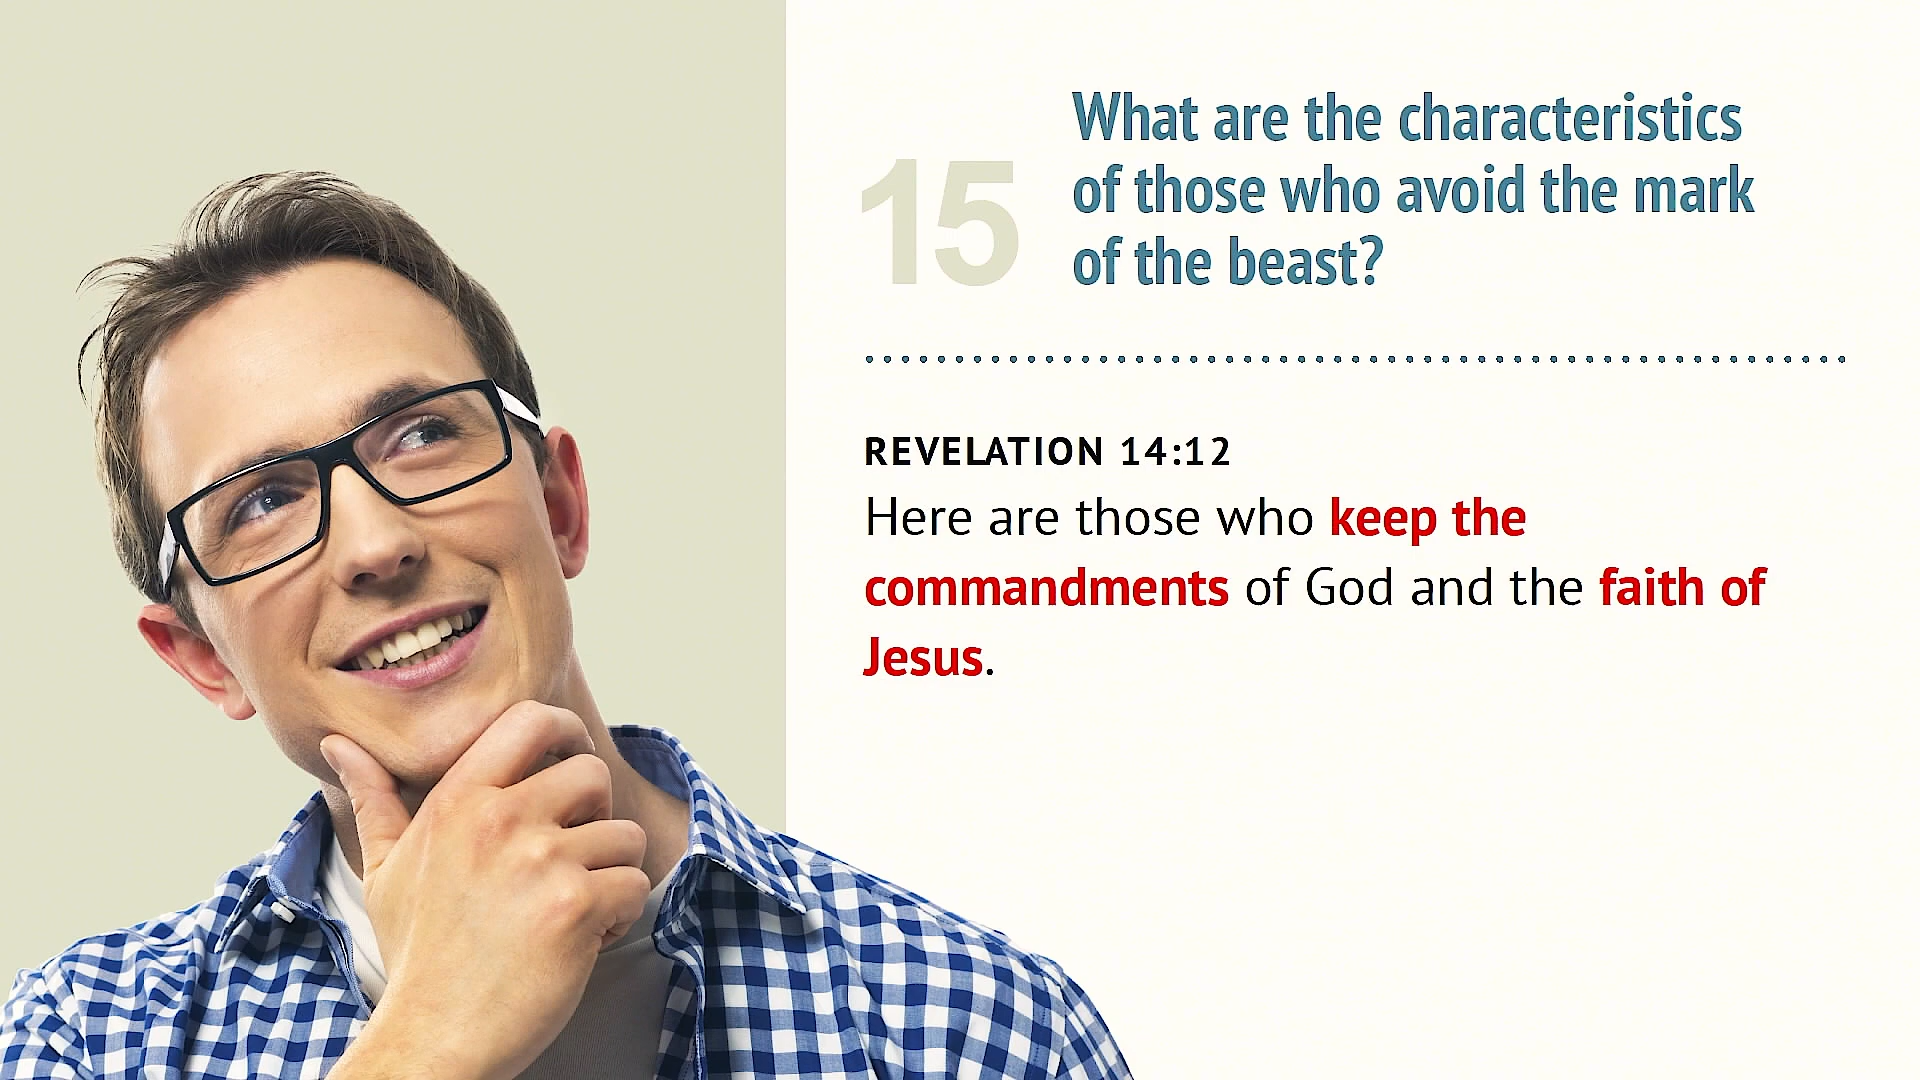 15
What are the characteristics
of those who avoid the mark
of the beast?
REVELATION 14:12
Here are those who keep the
commandments of God and the faith of
Jesus.